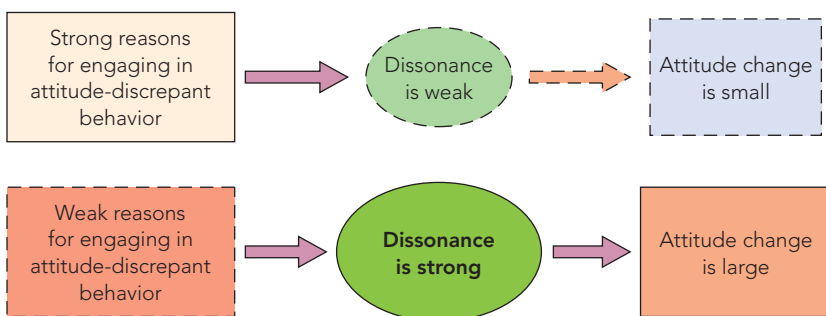 Strong reasons
for engaging in
attitude-discrepant
behavior
Dissonance
is weak
Attitude change
is small
Weak reasons
for engaging in
attitude-discrepant
behavior
Dissonance
is strong
Attitude change
is large